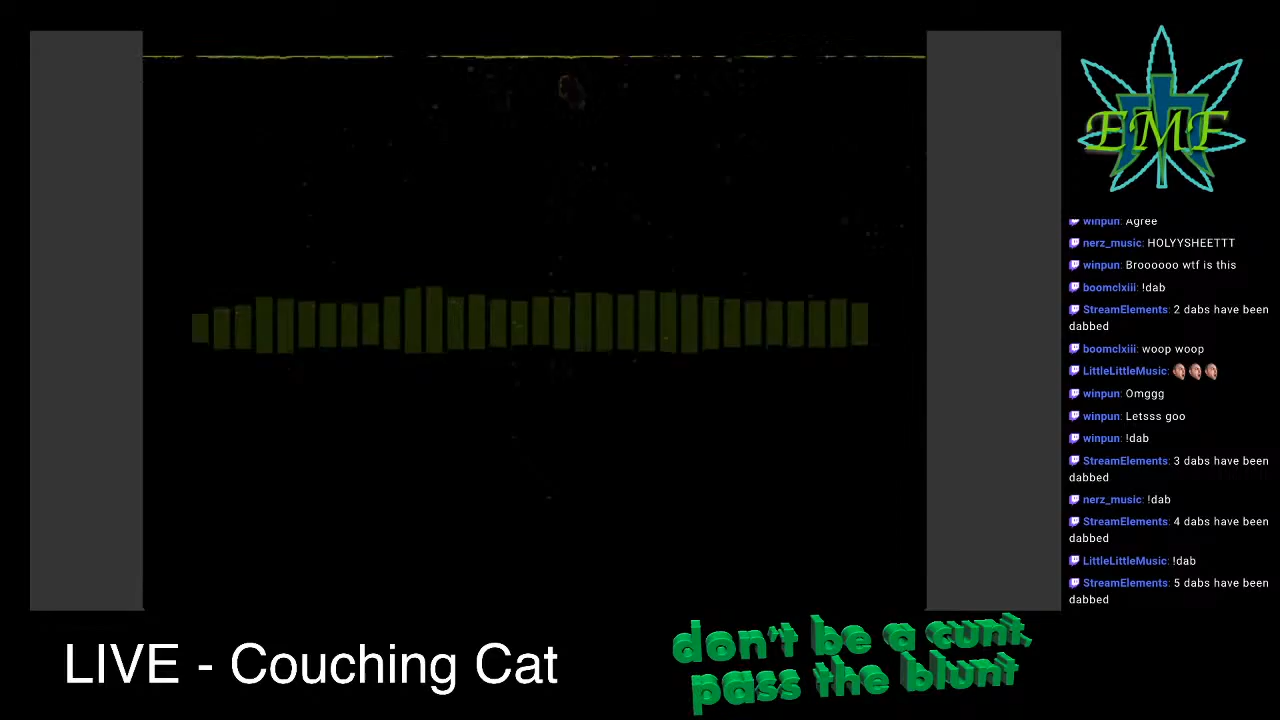 EMF
winpun: Agree
nerz_music: HOLYYSHEETTT
winpun: Broooooo wtf is this
boomclxiii: !dab
StreamElements: 2 dabs have been
dabbed
boomclxiii: woop woop
LittleLittleMusic:
winpun: Omggg
winpun: Letsss goo
winpun: !dab
StreamElements: 3 dabs have been
dabbed
nerz_music: !dab
StreamElements: 4 dabs have been
dabbed
LittleLittleMusic: !dab
StreamElements: 5 dabs have been
dabbed
LIVE - Couching Cat
don't be a cunt,
pass the blunt